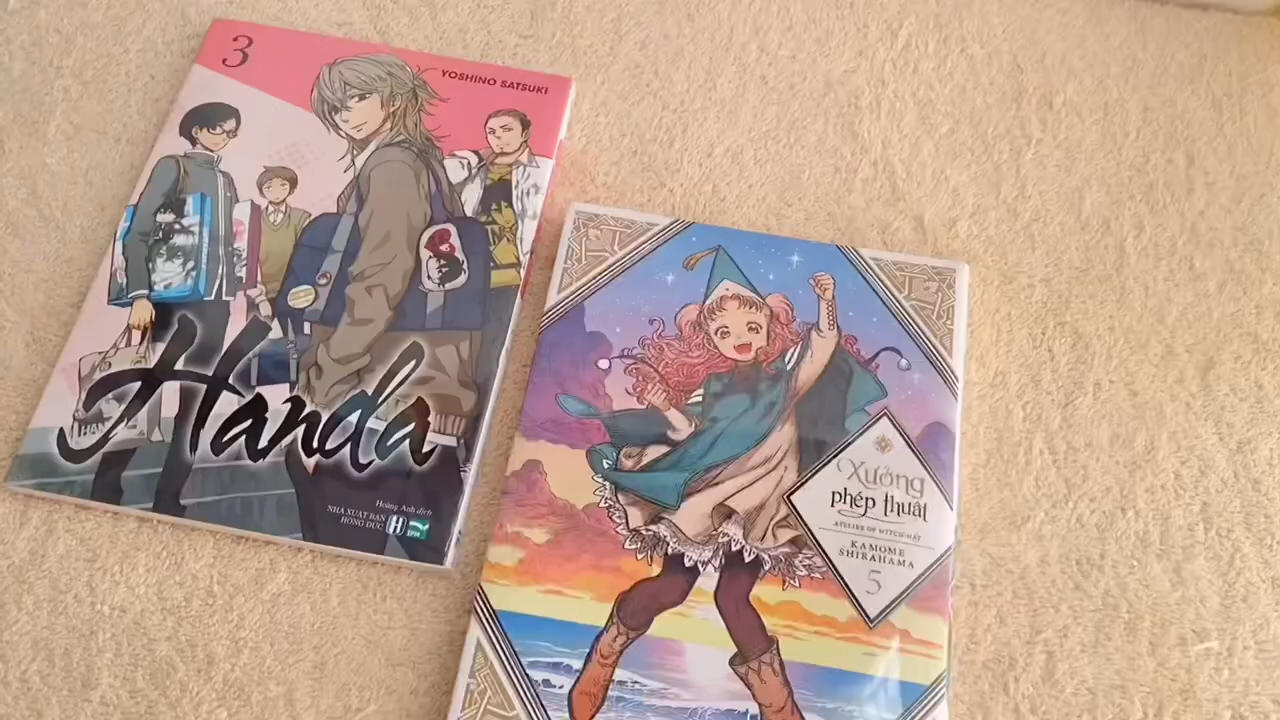 3
YOSHINO SATSUKI
Handa
Hoàng Anh dịch
NHÀ XUẤT BẢN
HỒNG ĐỨC
H
IPM
Xưởng
phép thuật
ATELIER OF WITCH HAT
KAMOME
SHIRAHAMA
5